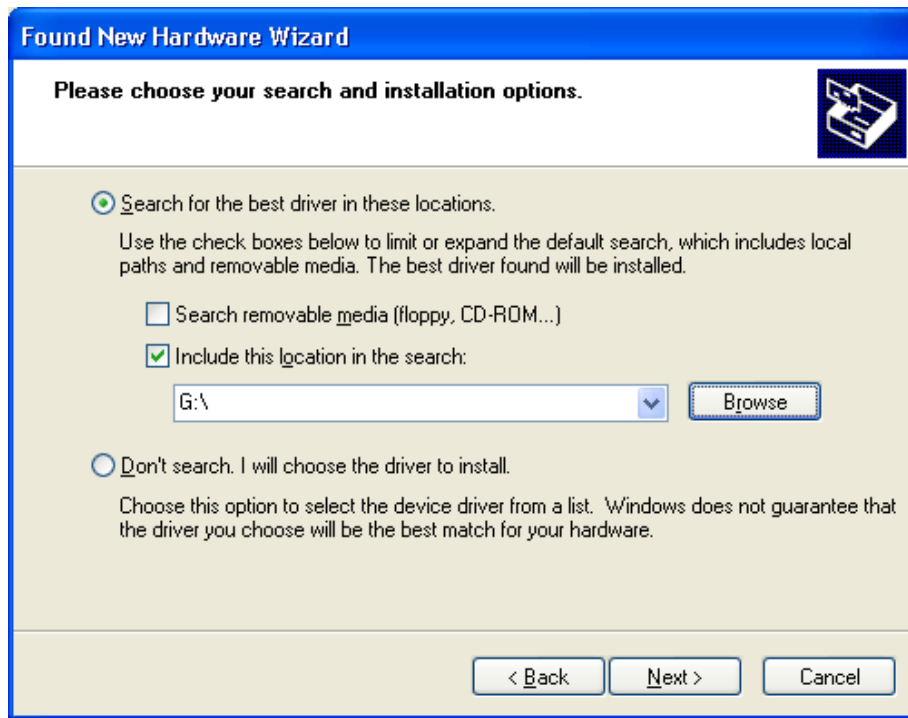 Found New Hardware Wizard
Please choose your search and installation options.
Search for the best driver in these locations.
Use the check boxes below to limit or expand the default search, which includes local
paths and removable media. The best driver found will be installed.
Search removable media (floppy, CD-ROM...)
Include this location in the search:
G:\
Browse
Don't search. I will choose the driver to install.
Choose this option to select the device driver from a list.  Windows does not guarantee that
the driver you choose will be the best match for your hardware.
< Back
Next >
Cancel